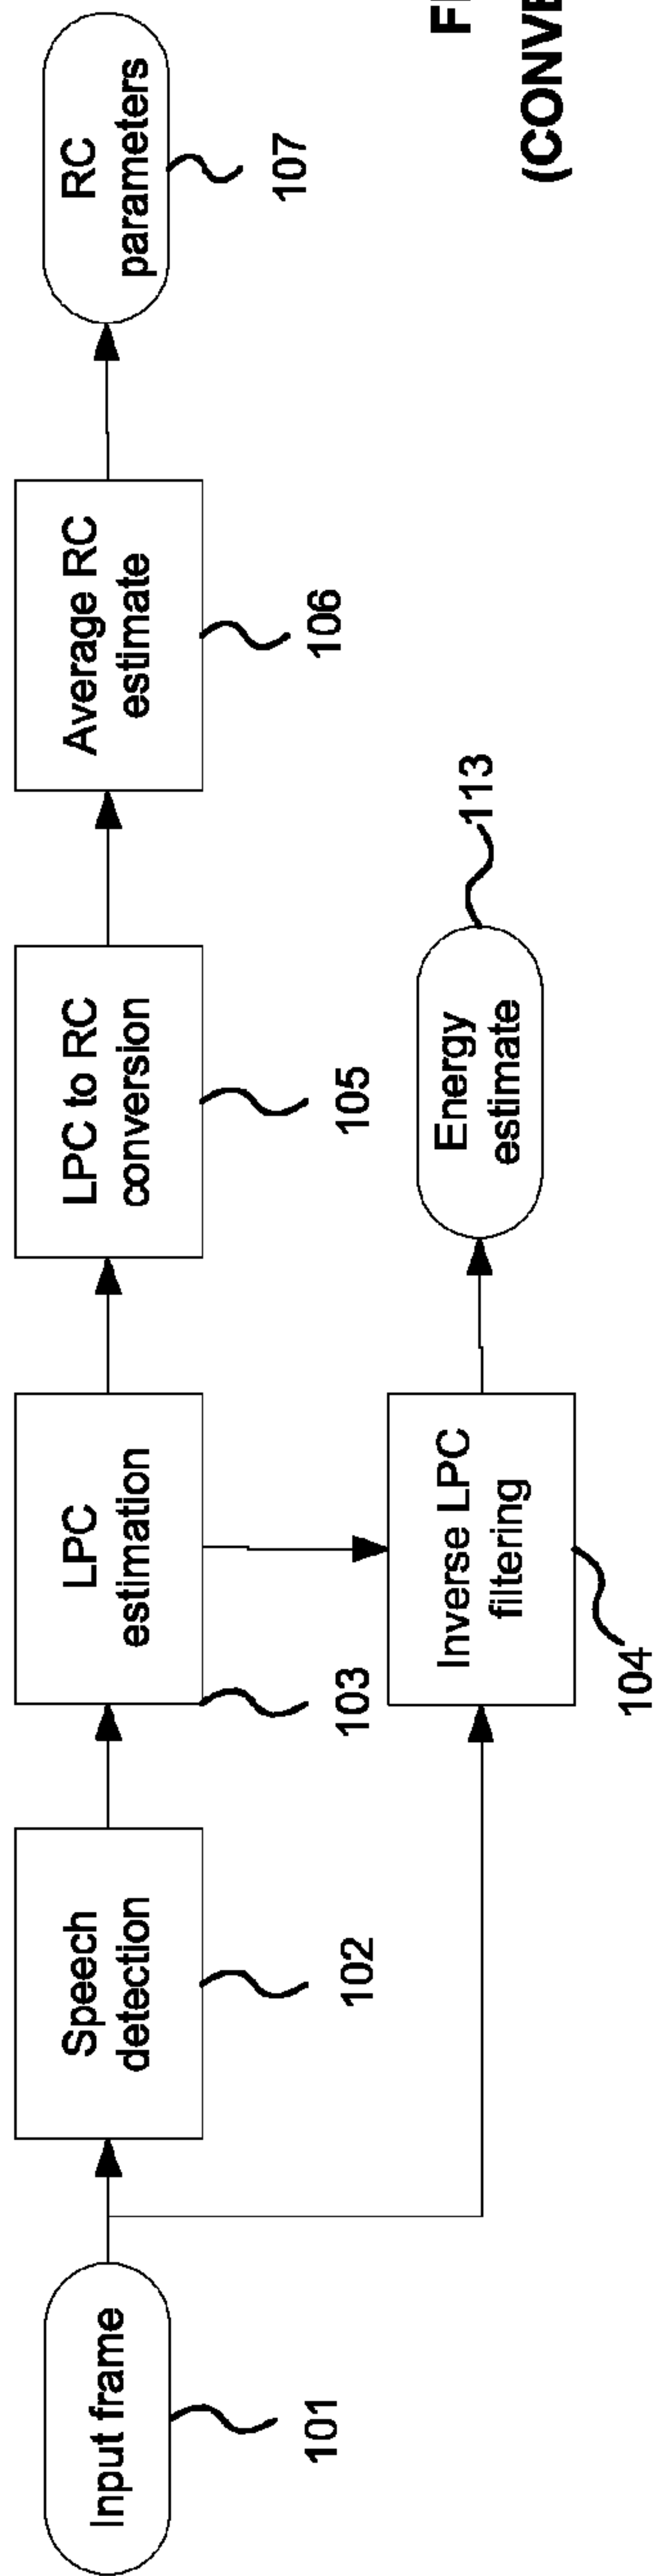 Input frame
101
Speech
detection
102
LPC
estimation
103
LPC to RC
conversion
105
Average RC
estimate
106
RC
parameters
107
Inverse LPC
filtering
104
Energy
estimate
113